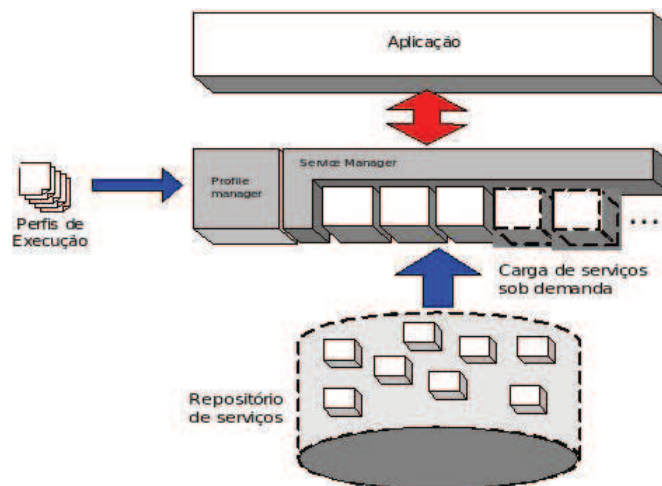 Aplicação
Service Manager
Profile
manager
Perfis de
Execução
...
Carga de serviços
sob demanda
Repositório
de serviços